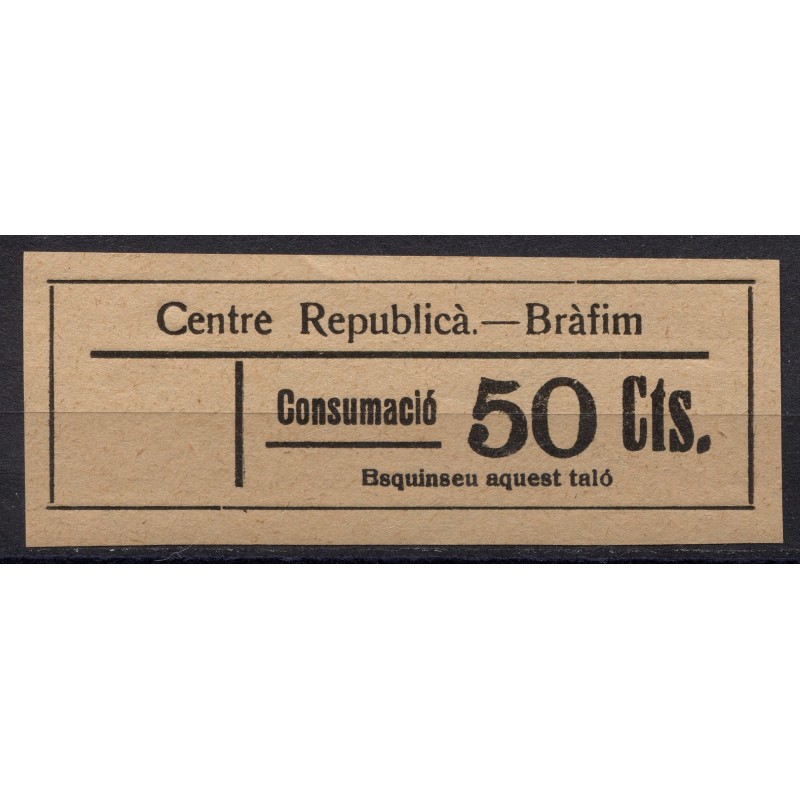 Centre Republicà.—Bràfim
Consumació 50 Cts.
Esquinseu aquest taló